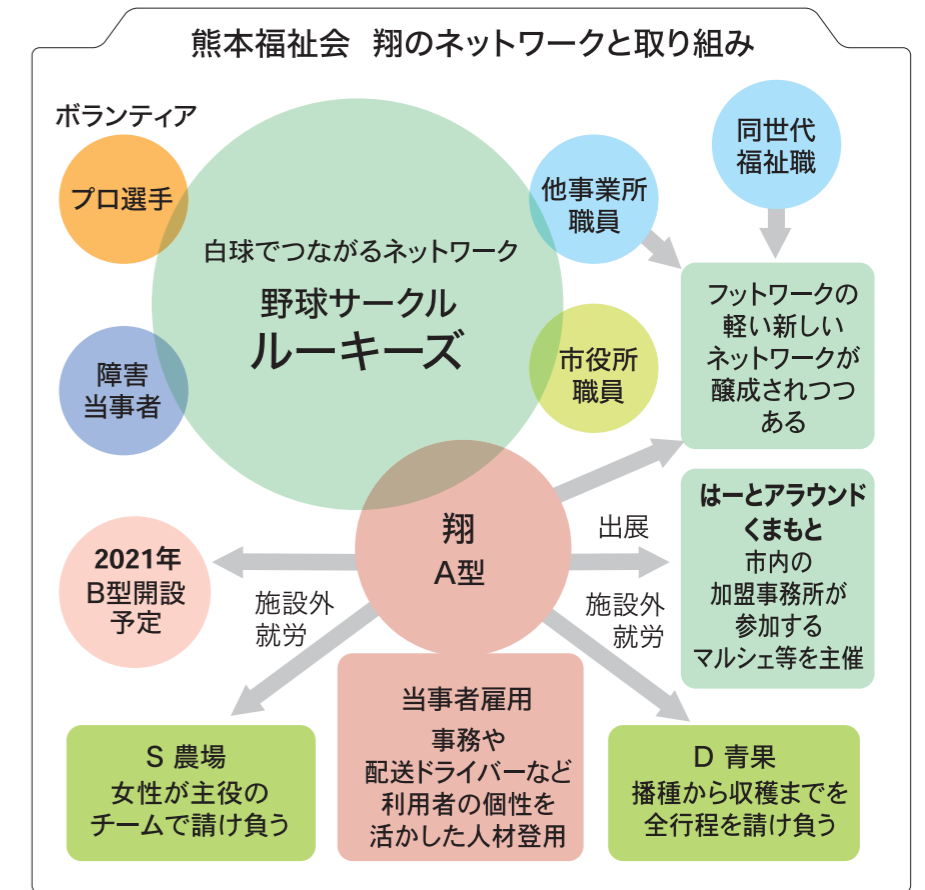 熊本福祉会 翔のネットワークと取り組み
ボランティア
プロ選手
障害
当事者
白球でつながるネットワーク
野球サークル
ルーキーズ
他事業所
職員
市役所
職員
同世代
福祉職
フットワークの
軽い新しい
ネットワークが
醸成されつつ
ある
翔
A型
出展
はーとアラウンド
くまもと
市内の
加盟事務所が
参加する
マルシェ等を主催
2021年
B型開設
予定
施設外
就労
施設外
就労
S 農場
女性が主役の
チームで請け負う
当事者雇用
事務や
配送ドライバーなど
利用者の個性を
活かした人材登用
D 青果
播種から収穫までを
全行程を請け負う